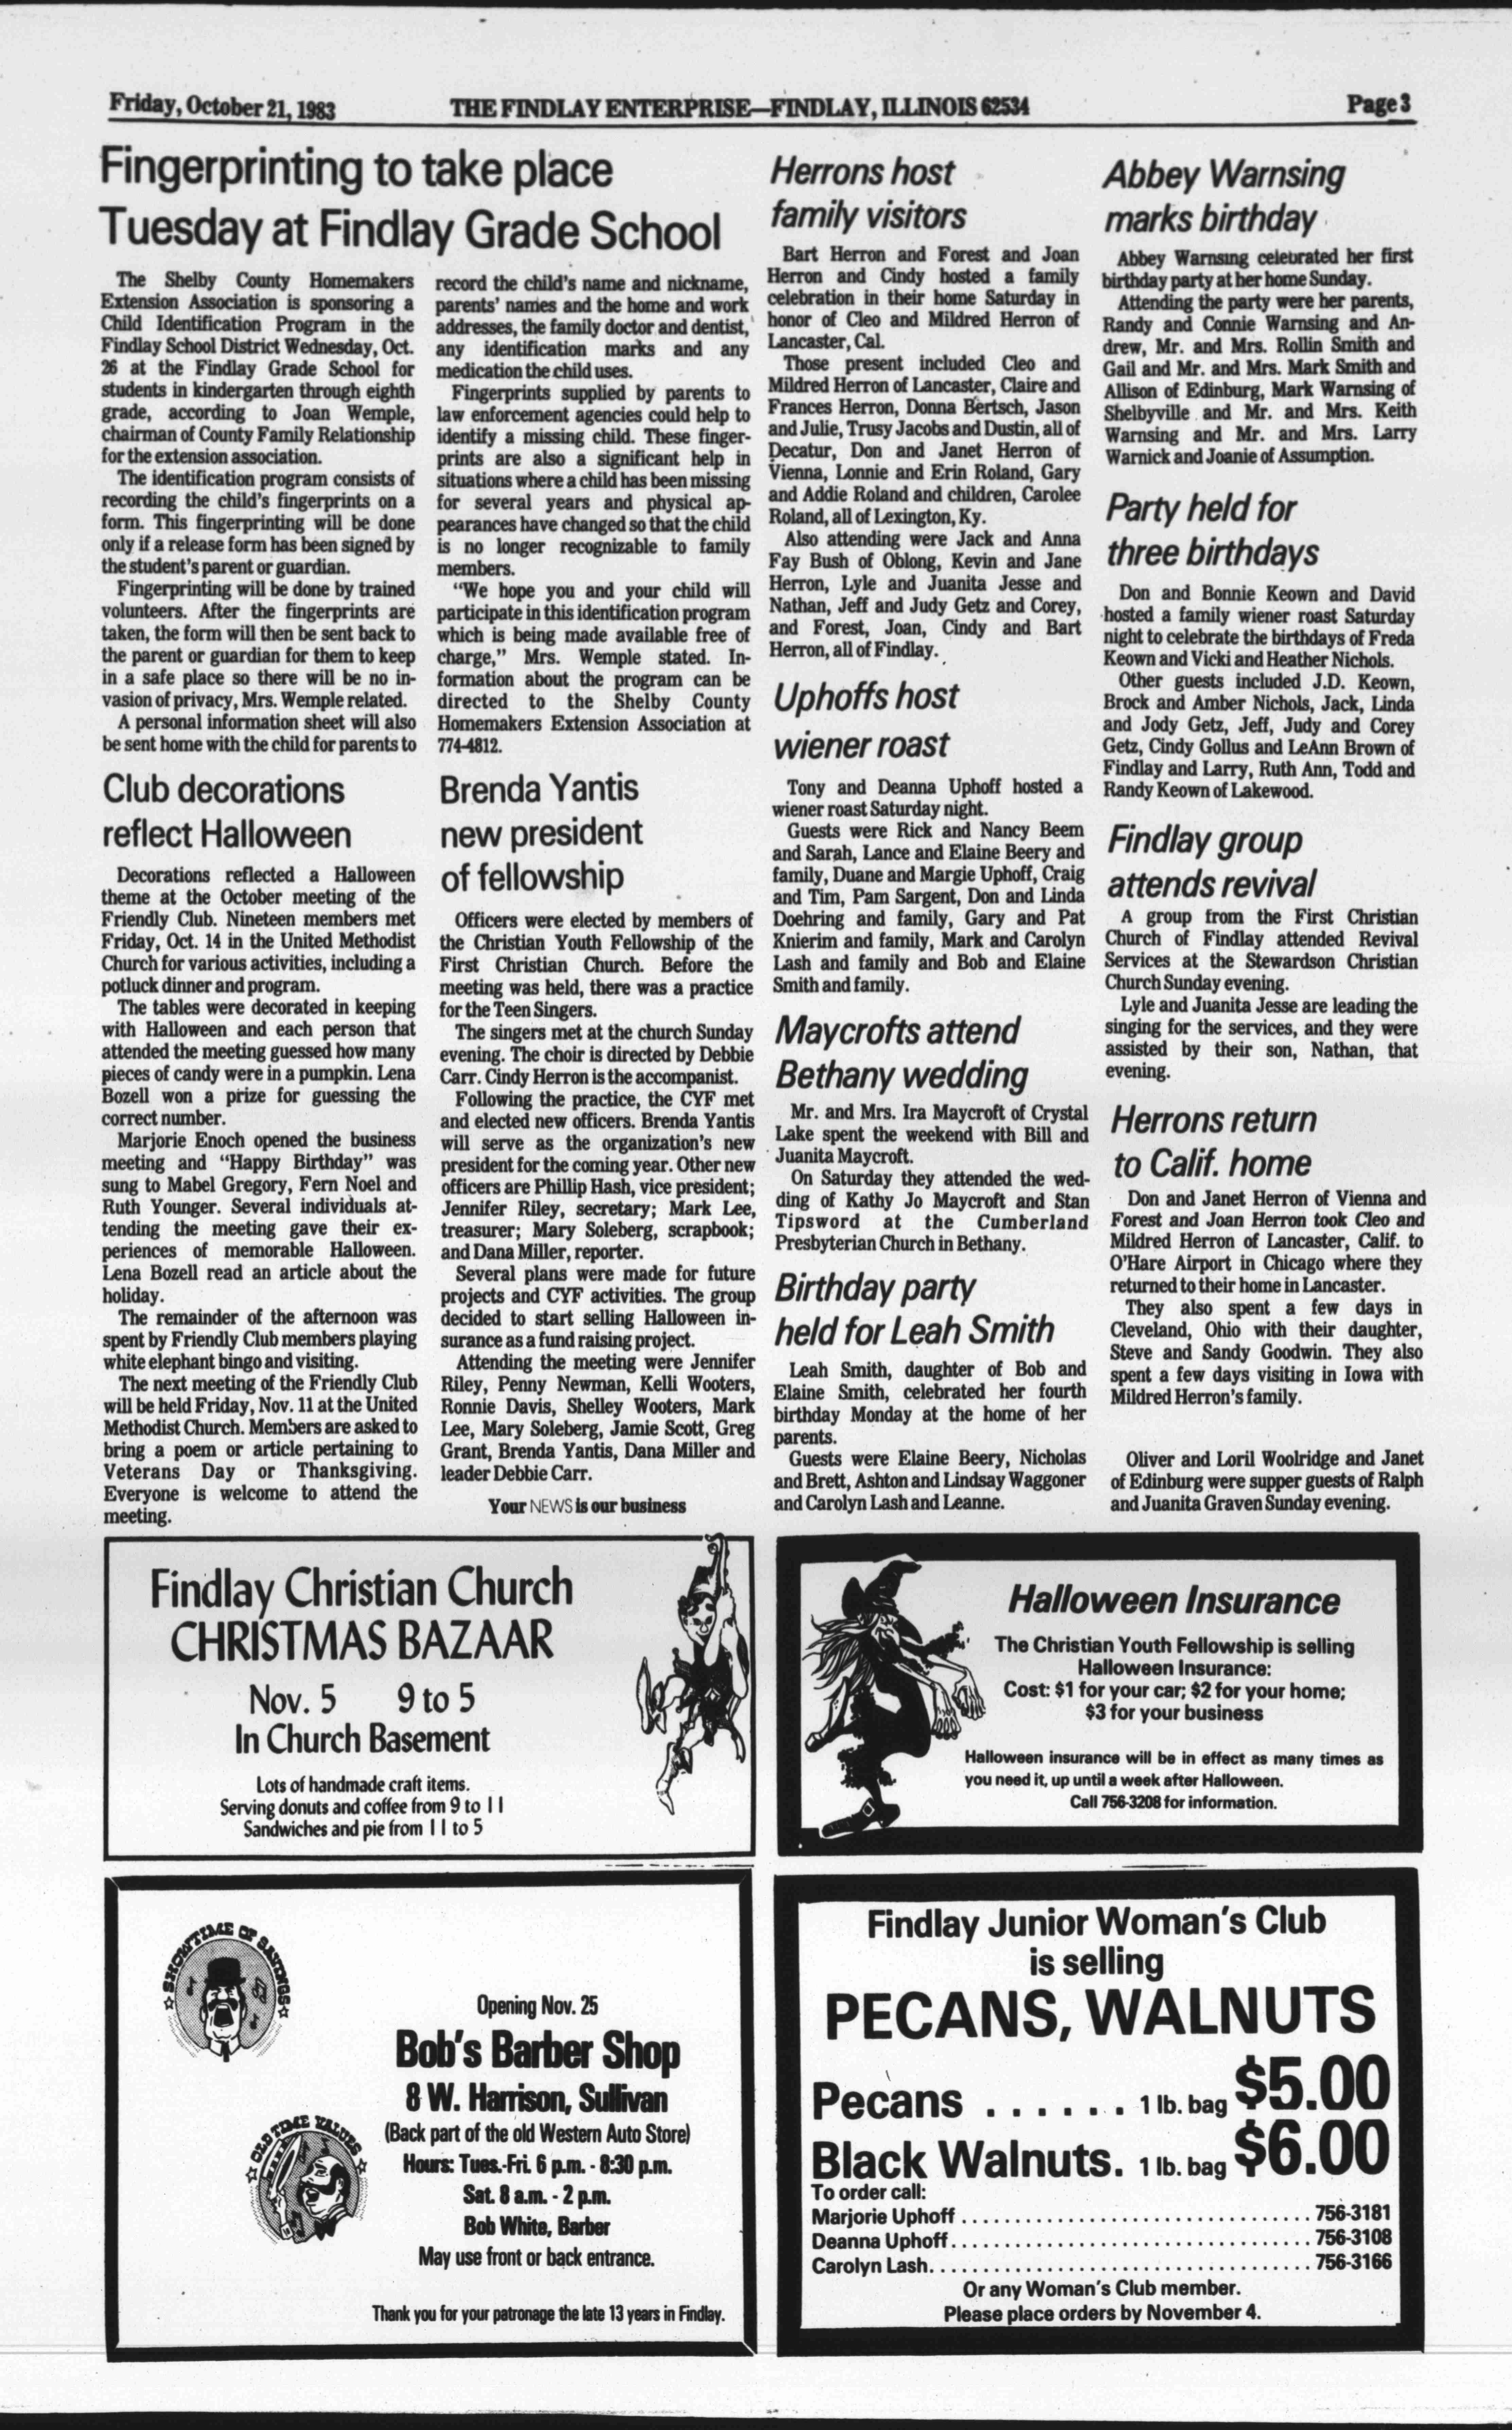 Friday, October 21, 1983
THE FINDLAY ENTERPRISE—FINDLAY, ILLINOIS 62534
Page 3
Fingerprinting to take place
Tuesday at Findlay Grade School
The Shelby County Homemakers
Extension Association is sponsoring a
Child Identification Program in the
Findlay School District Wednesday, Oct.
26 at the Findlay Grade School for
students in kindergarten through eighth
grade, according to Joan Wemple,
chairman of County Family Relationship
for the extension association.
The identification program consists of
recording the child's fingerprints on a
form. This fingerprinting will be done
only if a release form has been signed by
the student's parent or guardian.
Fingerprinting will be done by trained
volunteers. After the fingerprints are
taken, the form will then be sent back to
the parent or guardian for them to keep
in a safe place so there will be no in-
vasion of privacy, Mrs. Wemple related.
A personal information sheet will also
be sent home with the child for parents to
record the child's name and nickname,
parents' names and the home and work
addresses, the family doctor and dentist,
any identification marks and any
medication the child uses.
Fingerprints supplied by parents to
law enforcement agencies could help to
identify a missing child. These finger-
prints are also a significant help in
situations where a child has been missing
for several years and physical ap-
pearances have changed so that the child
is no longer recognizable to family
members.
"We hope you and your child will
participate in this identification program
which is being made available free of
charge," Mrs. Wemple stated. In-
formation about the program can be
directed to the Shelby County
Homemakers Extension Association at
774-4812.
Club decorations
reflect Halloween
Decorations reflected a Halloween
theme at the October meeting of the
Friendly Club. Nineteen members met
Friday, Oct. 14 in the United Methodist
Church for various activities, including a
potluck dinner and program.
The tables were decorated in keeping
with Halloween and each person that
attended the meeting guessed how many
pieces of candy were in a pumpkin. Lena
Bozell won a prize for guessing the
correct number.
Marjorie Enoch opened the business
meeting and "Happy Birthday" was
sung to Mabel Gregory, Fern Noel and
Ruth Younger. Several individuals at-
tending the meeting gave their ex-
periences of memorable Halloween.
Lena Bozell read an article about the
holiday.
The remainder of the afternoon was
spent by Friendly Club members playing
white elephant bingo and visiting.
The next meeting of the Friendly Club
will be held Friday, Nov. 11 at the United
Methodist Church. Members are asked to
bring a poem or article pertaining to
Veterans Day or Thanksgiving.
Everyone is welcome to attend the
meeting.
Brenda Yantis
new president
of fellowship
Officers were elected by members of
the Christian Youth Fellowship of the
First Christian Church. Before the
meeting was held, there was a practice
for the Teen Singers.
The singers met at the church Sunday
evening. The choir is directed by Debbie
Carr. Cindy Herron is the accompanist.
Following the practice, the CYF met
and elected new officers. Brenda Yantis
will serve as the organization's new
president for the coming year. Other new
officers are Phillip Hash, vice president;
Jennifer Riley, secretary; Mark Lee,
treasurer; Mary Soleberg, scrapbook;
and Dana Miller, reporter.
Several plans were made for future
projects and CYF activities. The group
decided to start selling Halloween in-
surance as a fund raising project.
Attending the meeting were Jennifer
Riley, Penny Newman, Kelli Wooters,
Ronnie Davis, Shelley Wooters, Mark
Lee, Mary Soleberg, Jamie Scott, Greg
Grant, Brenda Yantis, Dana Miller and
leader Debbie Carr.
Your NEWS is our business
Herrons host
family visitors
Bart Herron and Forest and Joan
Herron and Cindy hosted a family
celebration in their home Saturday in
honor of Cleo and Mildred Herron of
Lancaster, Cal.
Those present included Cleo and
Mildred Herron of Lancaster, Claire and
Frances Herron, Donna Bertsch, Jason
and Julie, Trusy Jacobs and Dustin, all of
Decatur, Don and Janet Herron of
Vienna, Lonnie and Erin Roland, Gary
and Addie Roland and children, Carolee
Roland, all of Lexington, Ky.
Also attending were Jack and Anna
Fay Bush of Oblong, Kevin and Jane
Herron, Lyle and Juanita Jesse and
Nathan, Jeff and Judy Getz and Corey,
and Forest, Joan, Cindy and Bart
Herron, all of Findlay.
Uphoffs host
wiener roast
Tony and Deanna Uphoff hosted a
wiener roast Saturday night.
Guests were Rick and Nancy Beem
and Sarah, Lance and Elaine Beery and
family, Duane and Margie Uphoff, Craig
and Tim, Pam Sargent, Don and Linda
Doehring and family, Gary and Pat
Knierim and family, Mark and Carolyn
Lash and family and Bob and Elaine
Smith and family.
Maycrofts attend
Bethany wedding
Mr. and Mrs. Ira Maycroft of Crystal
Lake spent the weekend with Bill and
Juanita Maycroft.
On Saturday they attended the wed-
ding of Kathy Jo Maycroft and Stan
Tipsword at the Cumberland
Presbyterian Church in Bethany.
Birthday party
held for Leah Smith
Leah Smith, daughter of Bob and
Elaine Smith, celebrated her fourth
birthday Monday at the home of her
parents.
Guests were Elaine Beery, Nicholas
and Brett, Ashton and Lindsay Waggoner
and Carolyn Lash and Leanne.
Abbey Warnsing
marks birthday
Abbey Warnsing celebrated her first
birthday party at her home Sunday.
Attending the party were her parents,
Randy and Connie Warnsing and An-
drew, Mr. and Mrs. Rollin Smith and
Gail and Mr. and Mrs. Mark Smith and
Allison of Edinburg, Mark Warnsing of
Shelbyville and Mr. and Mrs. Keith
Warnsing and Mr. and Mrs. Larry
Warnick and Joanie of Assumption.
Party held for
three birthdays
Don and Bonnie Keown and David
hosted a family wiener roast Saturday
night to celebrate the birthdays of Freda
Keown and Vicki and Heather Nichols.
Other guests included J.D. Keown,
Brock and Amber Nichols, Jack, Linda
and Jody Getz, Jeff, Judy and Corey
Getz, Cindy Gollus and LeAnn Brown of
Findlay and Larry, Ruth Ann, Todd and
Randy Keown of Lakewood.
Findlay group
attends revival
A group from the First Christian
Church of Findlay attended Revival
Services at the Stewardson Christian
Church Sunday evening.
Lyle and Juanita Jesse are leading the
singing for the services, and they were
assisted by their son, Nathan, that
evening.
Herrons return
to Calif. home
Don and Janet Herron of Vienna and
Forest and Joan Herron took Cleo and
Mildred Herron of Lancaster, Calif. to
O'Hare Airport in Chicago where they
returned to their home in Lancaster.
They also spent a few days in
Cleveland, Ohio with their daughter,
Steve and Sandy Goodwin. They also
spent a few days visiting in Iowa with
Mildred Herron's family.
Oliver and Loril Woolridge and Janet
of Edinburg were supper guests of Ralph
and Juanita Graven Sunday evening.
Findlay Christian Church
CHRISTMAS BAZAAR
Nov. 5 9 to 5
In Church Basement
Lots of handmade craft items.
Serving donuts and coffee from 9 to 11
Sandwiches and pie from 11 to 5
Halloween Insurance
The Christian Youth Fellowship is selling
Halloween Insurance:
Cost: $1 for your car; $2 for your home;
$3 for your business
Halloween insurance will be in effect as many times as
you need it, up until a week after Halloween.
Call 756-3208 for information.
SHOWTIME OF SAVINGS
OLD TIME VALUES
Opening Nov. 25
Bob's Barber Shop
8 W. Harrison, Sullivan
(Back part of the old Western Auto Store)
Hours: Tues.-Fri. 6 p.m. - 8:30 p.m.
Sat. 8 a.m. - 2 p.m.
Bob White, Barber
May use front or back entrance.
Thank you for your patronage the late 13 years in Findlay.
Findlay Junior Woman's Club
is selling
PECANS, WALNUTS
Pecans ...... 1 lb. bag $5.00
Black Walnuts. 1 lb. bag $6.00
To order call:
Marjorie Uphoff ................................ 756-3181
Deanna Uphoff................................. 756-3108
Carolyn Lash................................... 756-3166
Or any Woman's Club member.
Please place orders by November 4.